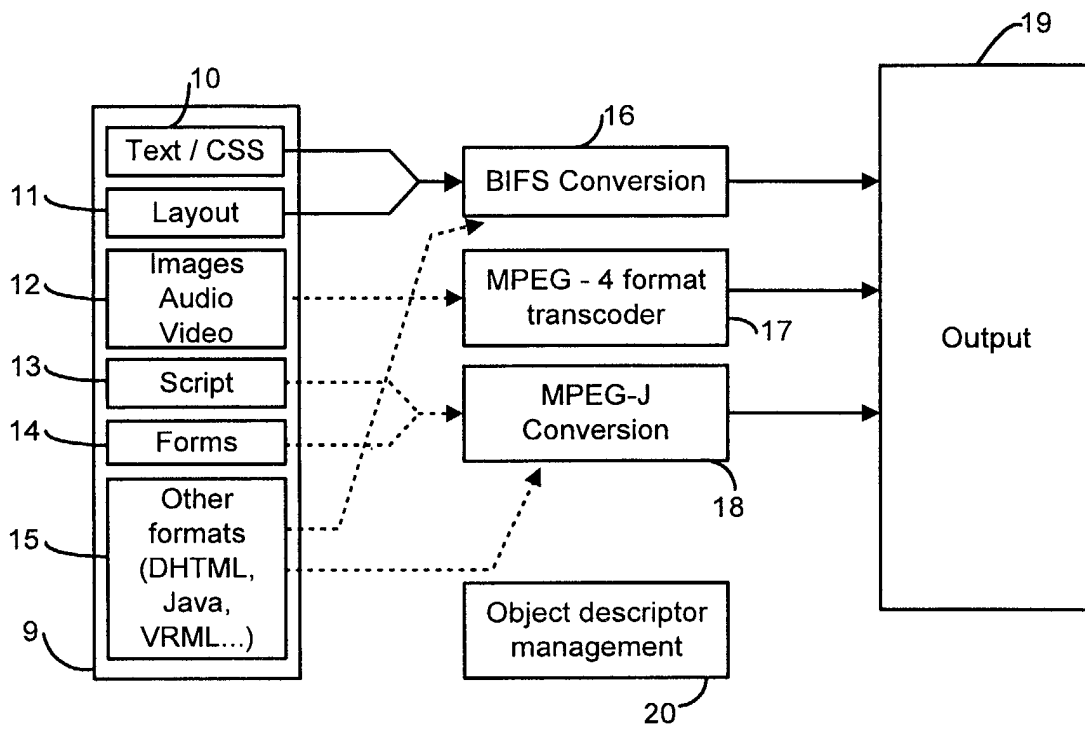 19
10
Text / CSS
16
BIFS Conversion
11
Layout
12
Images
Audio
Video
MPEG - 4 format
transcoder
17
Output
13
Script
MPEG-J
Conversion
18
14
Forms
15
Other
formats
(DHTML,
Java,
VRML...)
9
Object descriptor
management
20